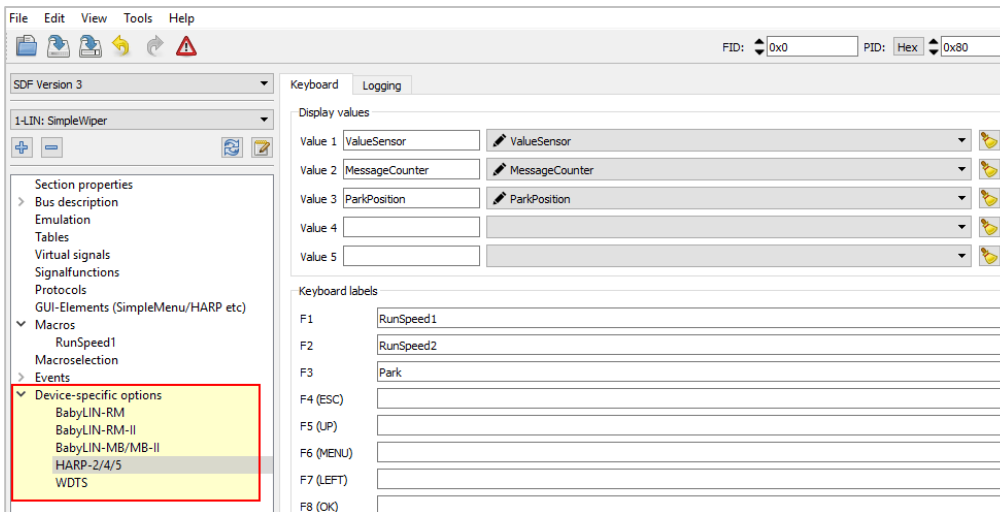 File Edit View Tools Help
FID: 0x0 PID: Hex 0x80
SDF Version 3
1-LIN: SimpleWiper
Section properties
Bus description
Emulation
Tables
Virtual signals
Signalfunctions
Protocols
GUI-Elements (SimpleMenu/HARP etc)
Macros
RunSpeed1
Macroselection
Events
Device-specific options
BabyLIN-RM
BabyLIN-RM-II
BabyLIN-MB/MB-II
HARP-2/4/5
WDTS
Keyboard Logging
Display values
Value 1 ValueSensor ValueSensor
Value 2 MessageCounter MessageCounter
Value 3 ParkPosition ParkPosition
Value 4
Value 5
Keyboard labels
F1 RunSpeed1
F2 RunSpeed2
F3 Park
F4 (ESC)
F5 (UP)
F6 (MENU)
F7 (LEFT)
F8 (OK)